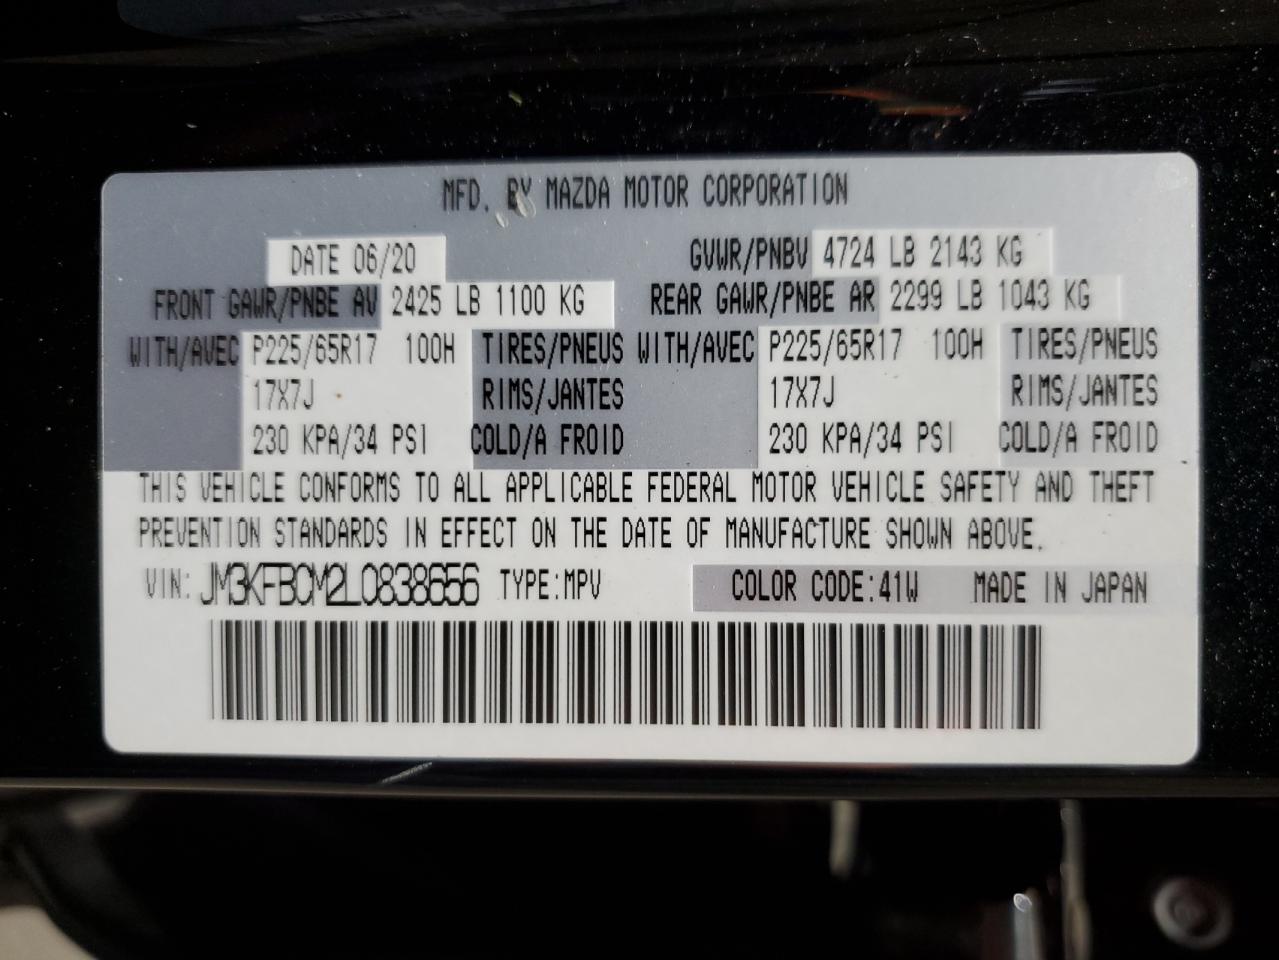 MFD. BY MAZDA MOTOR CORPORATION
DATE 06/20 GVWR/PNBV 4724 LB 2143 KG
FRONT GAWR/PNBE AV 2425 LB 1100 KG REAR GAWR/PNBE AR 2299 LB 1043 KG
WITH/AVEC P225/65R17 100H TIRES/PNEUS WITH/AVEC P225/65R17 100H TIRES/PNEUS
17X7J RIMS/JANTES 17X7J RIMS/JANTES
230 KPA/34 PSI COLD/A FROID 230 KPA/34 PSI COLD/A FROID
THIS VEHICLE CONFORMS TO ALL APPLICABLE FEDERAL MOTOR VEHICLE SAFETY AND THEFT
PREVENTION STANDARDS IN EFFECT ON THE DATE OF MANUFACTURE SHOWN ABOVE.
VIN: JM3KFBCM2L0838656 TYPE:MPV COLOR CODE:41W MADE IN JAPAN